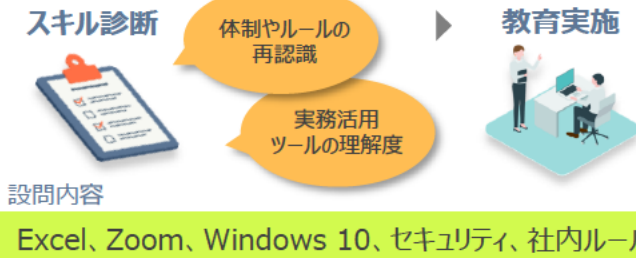 スキル診断
体制やルールの
再認識
教育実施
実務活用
ツールの理解度
設問内容
Excel、Zoom、Windows 10、セキュリティ、社内ルール